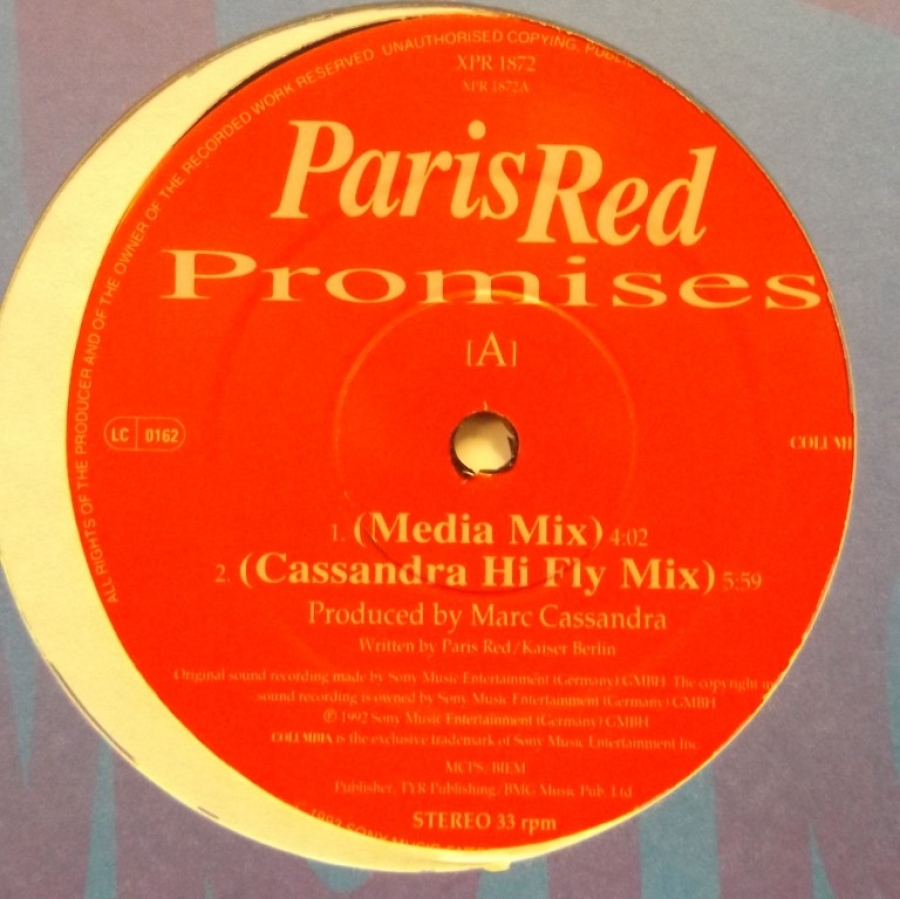 ALL RIGHTS OF THE PRODUCER AND OF THE OWNER OF THE RECORDED WORK RESERVED. UNAUTHORISED COPYING. PUBLIC
XPR 1872
XPR 1872A
Paris Red
Promises
[A]
LC 0162
COLUM
1. (Media Mix) 4:02
2. (Cassandra Hi Fly Mix) 5:59
Produced by Marc Cassandra
Written by Paris Red/Kaiser Berlin
Original sound recording made by Sony Music Entertainment (Germany) GMBH. The copyright
sound recording is owned by Sony Music Entertainment (Germany) GMBH
℗ 1992 Sony Music Entertainment (Germany) GMBH
COLUMBIA is the exclusive trademark of Sony Music Entertainment Inc.
MCPS/BIEM
Publisher, TYR Publishing/BMG Music Pub. Ltd
STEREO 33 rpm
SONY MUSIC